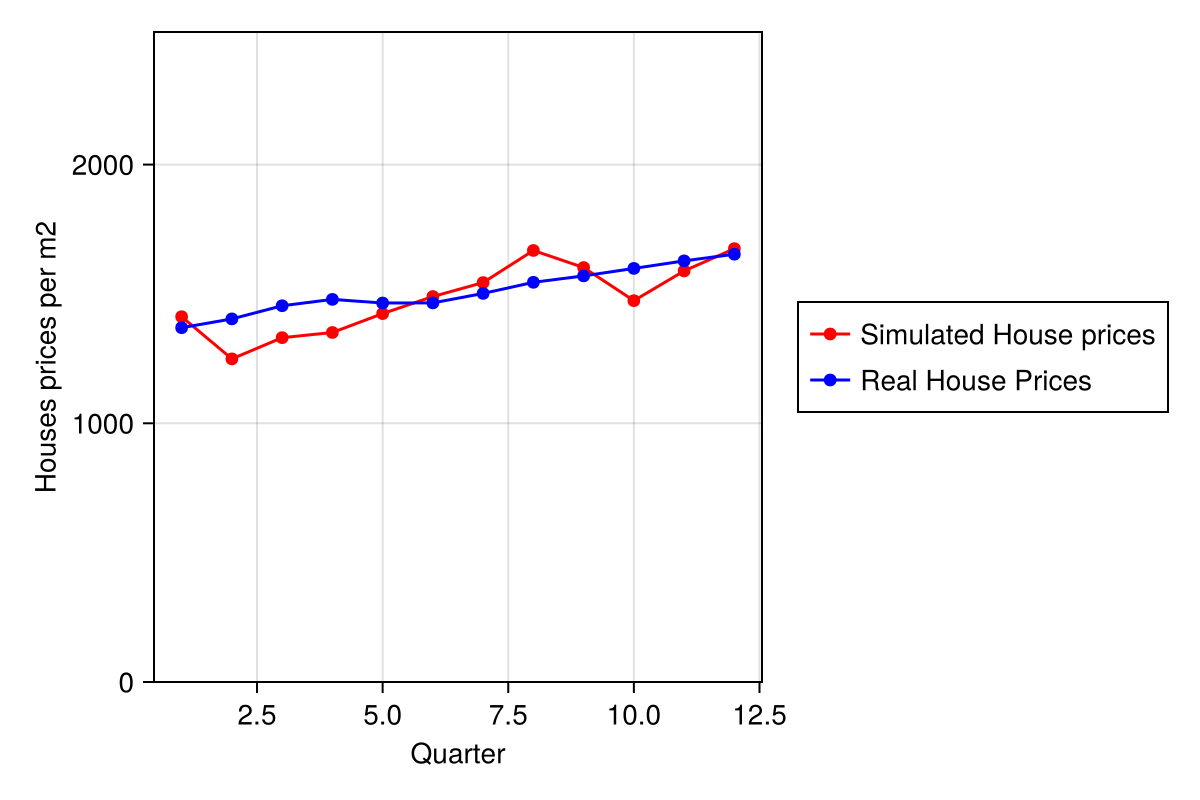 Houses prices per m2
2000
1000
0
2.5 5.0 7.5 10.0 12.5
Quarter
Simulated House prices
Real House Prices